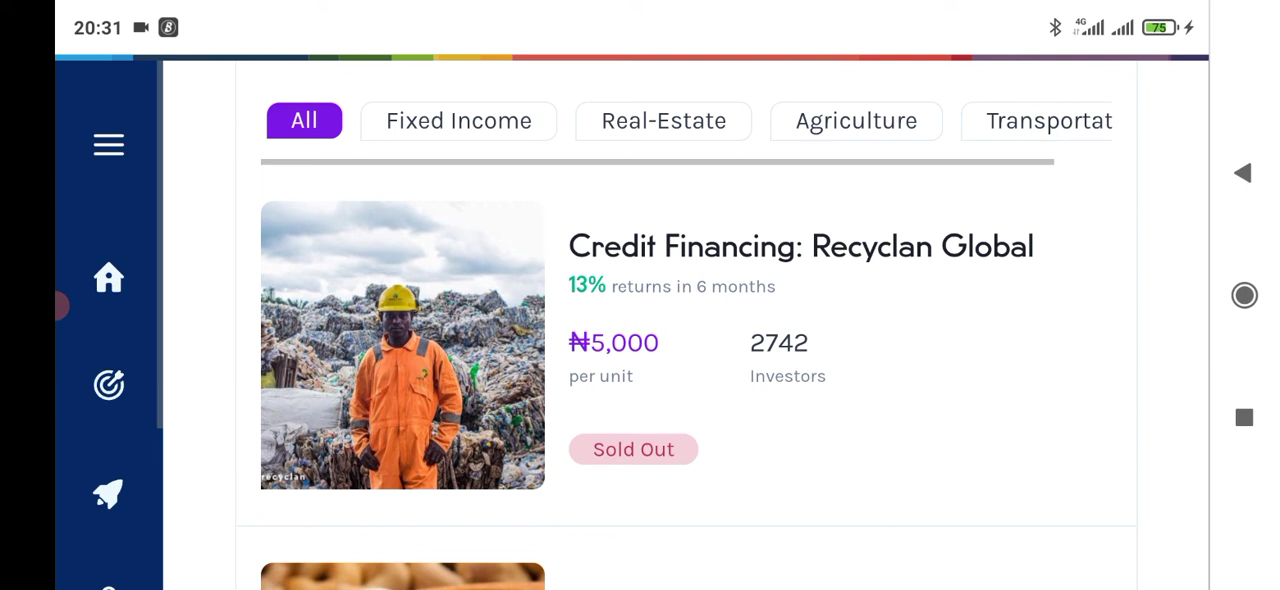 20:31
4G
75
All
Fixed Income
Real-Estate
Agriculture
Transportat
Credit Financing: Recyclan Global
13% returns in 6 months
₦5,000
2742
per unit
Investors
Sold Out
recyclan